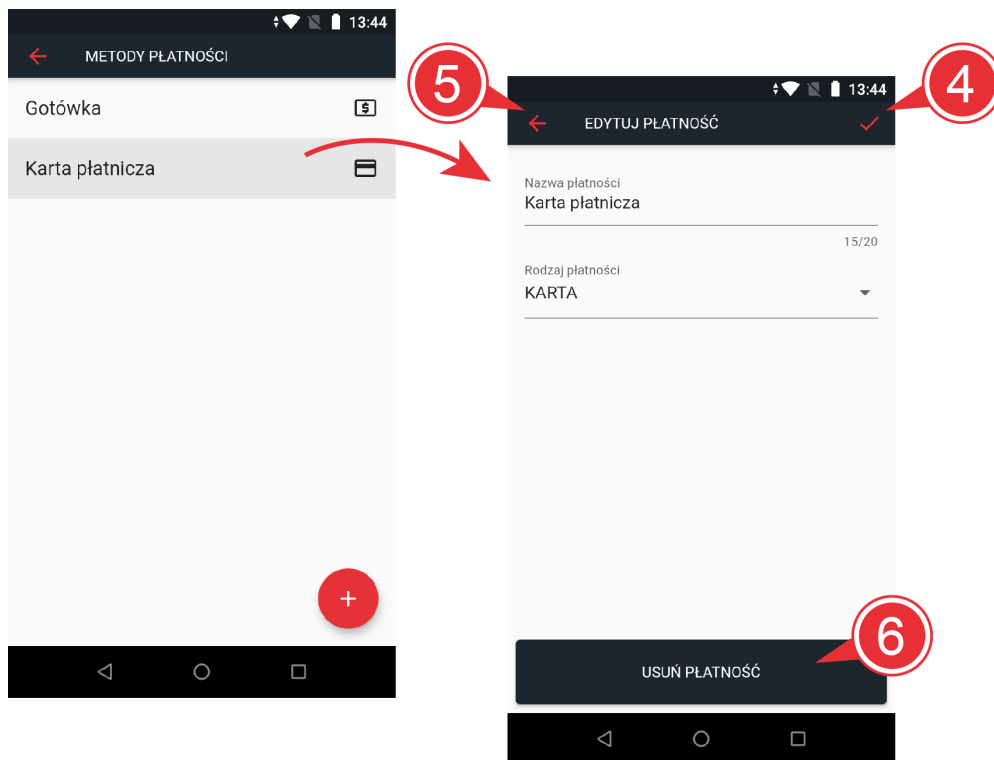 13:44
METODY PŁATNOŚCI
Gotówka
Karta płatnicza
+
5
4
13:44
EDYTUJ PŁATNOŚĆ
Nazwa płatności
Karta płatnicza
15/20
Rodzaj płatności
KARTA
6
USUŃ PŁATNOŚĆ